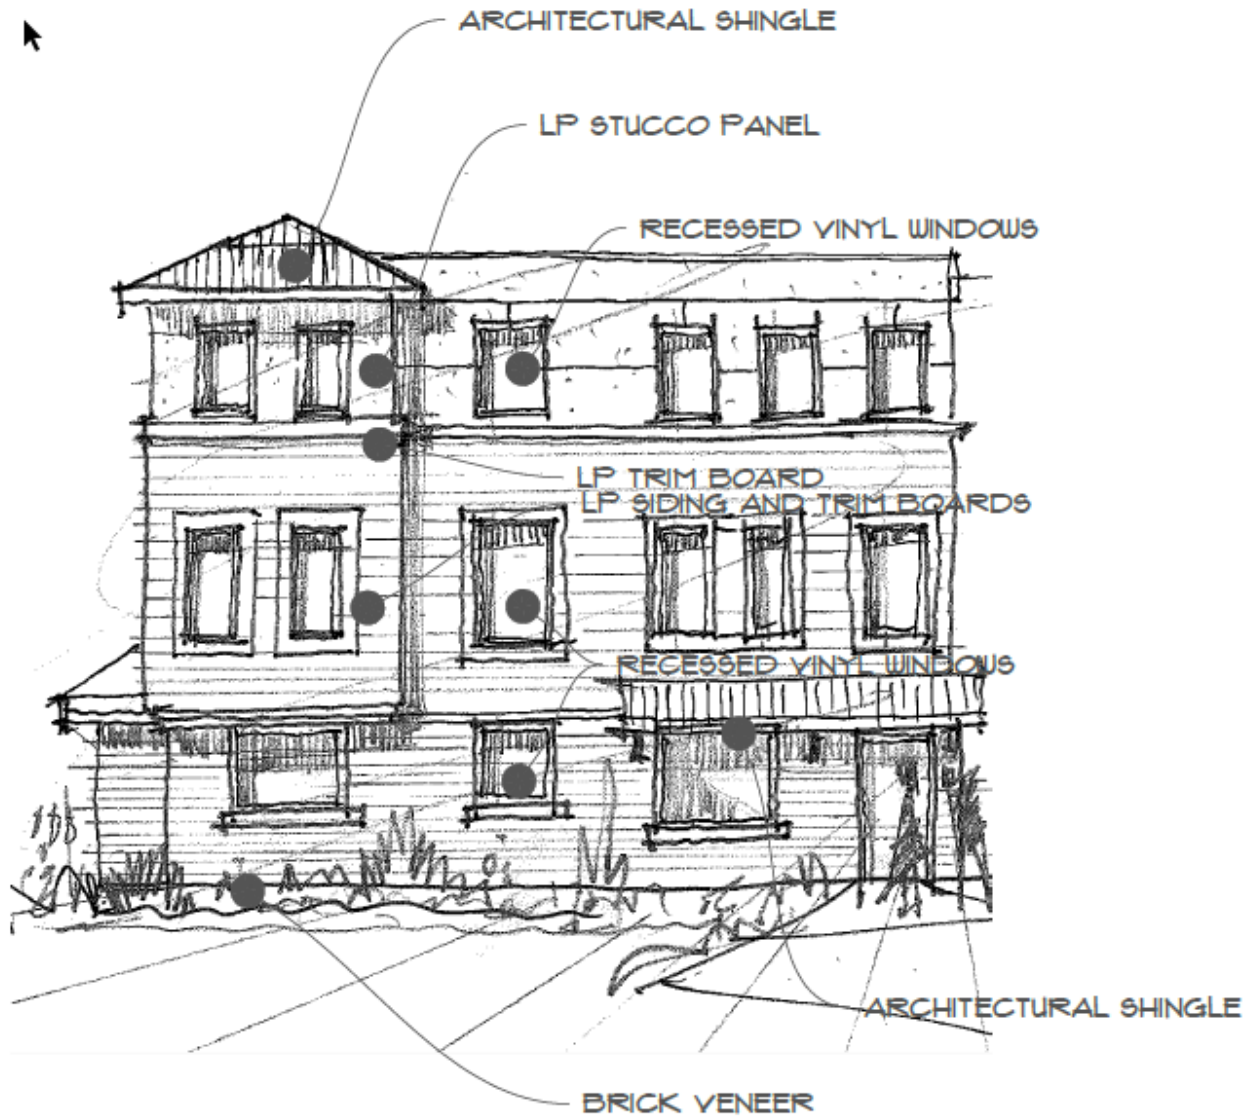 ARCHITECTURAL SHINGLE
LP STUCCO PANEL
RECESSED VINYL WINDOWS
LP TRIM BOARD
LP SIDING AND TRIM BOARDS
RECESSED VINYL WINDOWS
ARCHITECTURAL SHINGLE
BRICK VENEER